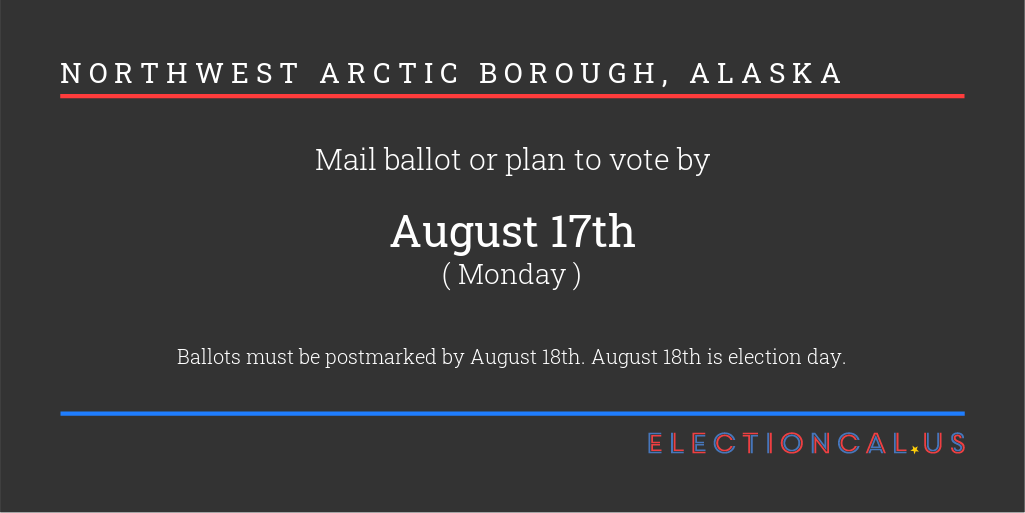 NORTHWEST ARCTIC BOROUGH, ALASKA
Mail ballot or plan to vote by
August 17th
( Monday )
Ballots must be postmarked by August 18th. August 18th is election day.
ELECTIONCAL.US